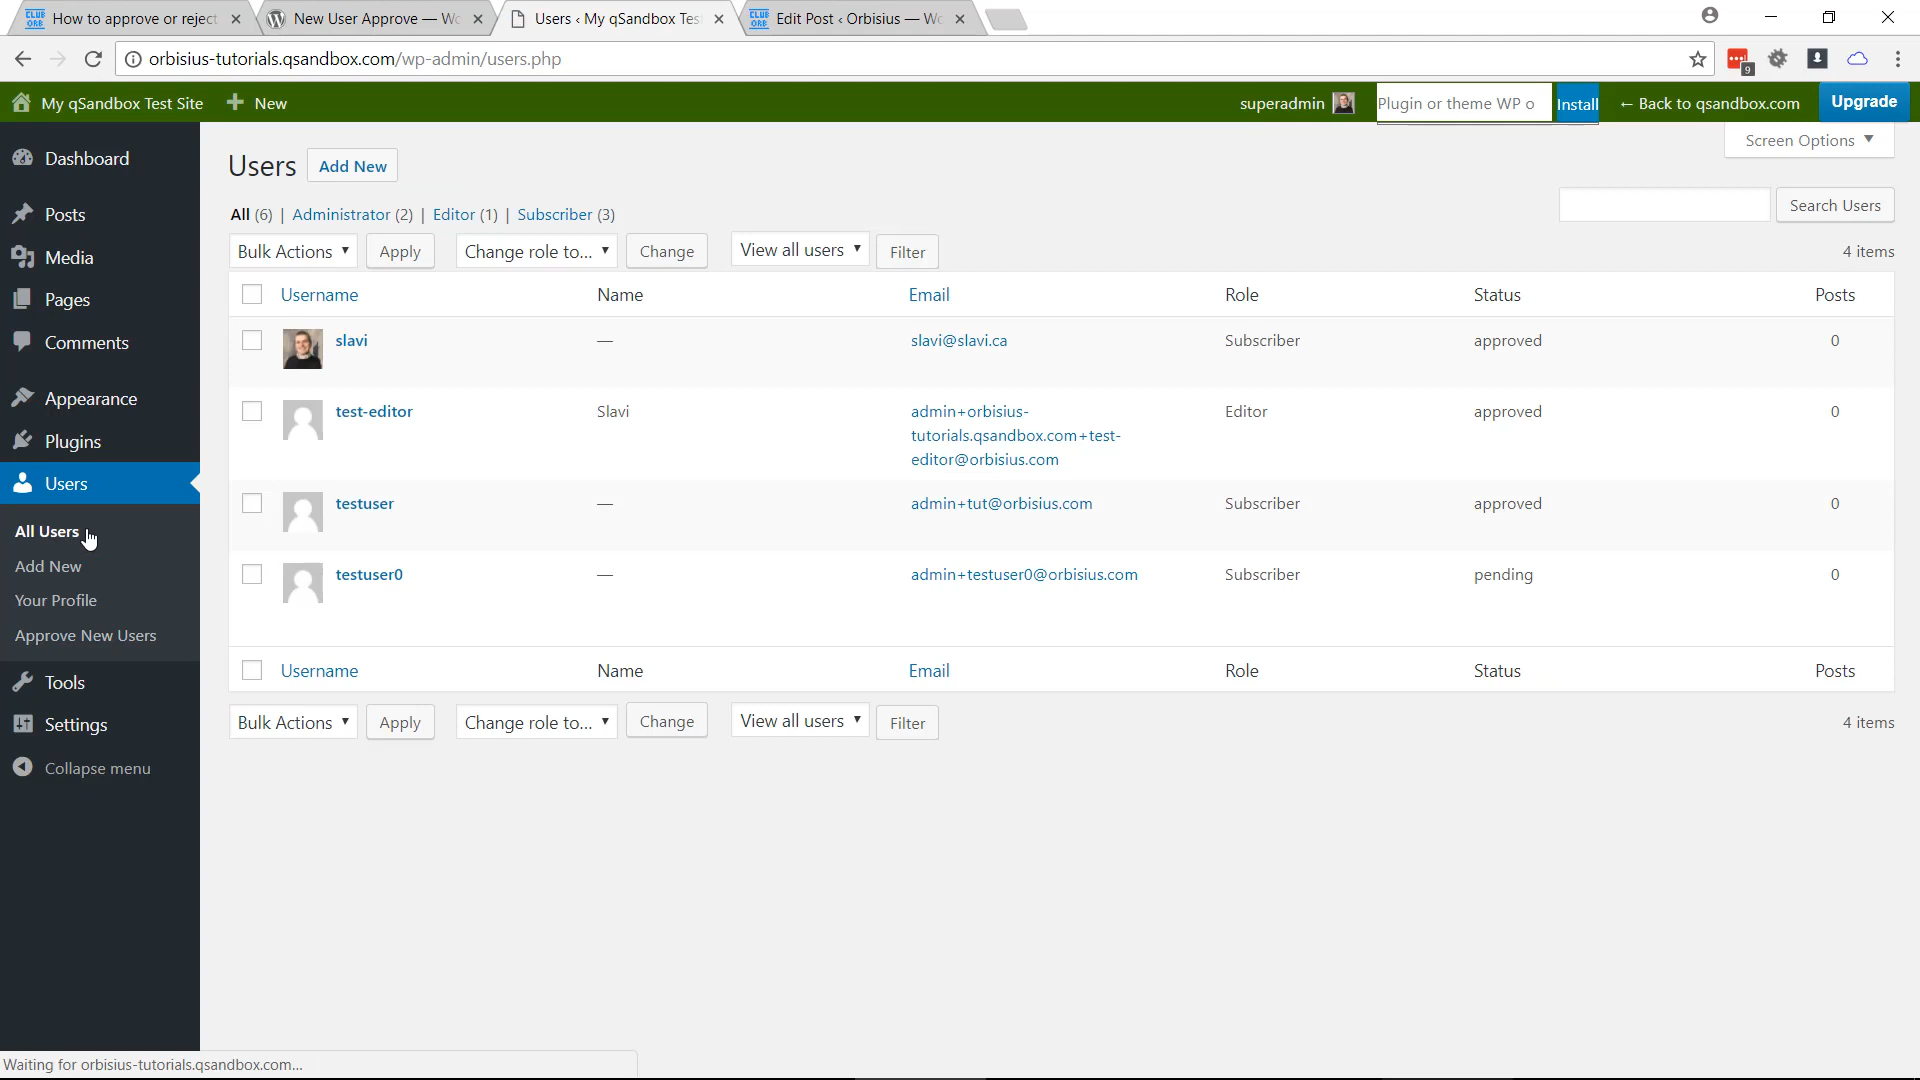 How to approve or reject
New User Approve — Wo
Users ‹ My qSandbox Tes
Edit Post ‹ Orbisius — Wo
orbisius-tutorials.qsandbox.com/wp-admin/users.php
9
My qSandbox Test Site
New
superadmin
Plugin or theme WP o
Install
← Back to qsandbox.com
Upgrade
Screen Options
Dashboard
Posts
Media
Pages
Comments
Appearance
Plugins
Users
All Users
Add New
Your Profile
Approve New Users
Tools
Settings
Collapse menu
Users
Add New
All (6) | Administrator (2) | Editor (1) | Subscriber (3)
Search Users
Bulk Actions
Apply
Change role to...
Change
View all users
Filter
4 items
Username Name Email Role Status Posts
slavi — slavi@slavi.ca Subscriber approved 0
test-editor Slavi admin+orbisius- Editor approved 0
tutorials.qsandbox.com+test-
editor@orbisius.com
testuser — admin+tut@orbisius.com Subscriber approved 0
testuser0 — admin+testuser0@orbisius.com Subscriber pending 0
Username Name Email Role Status Posts
Bulk Actions
Apply
Change role to...
Change
View all users
Filter
4 items
Waiting for orbisius-tutorials.qsandbox.com...